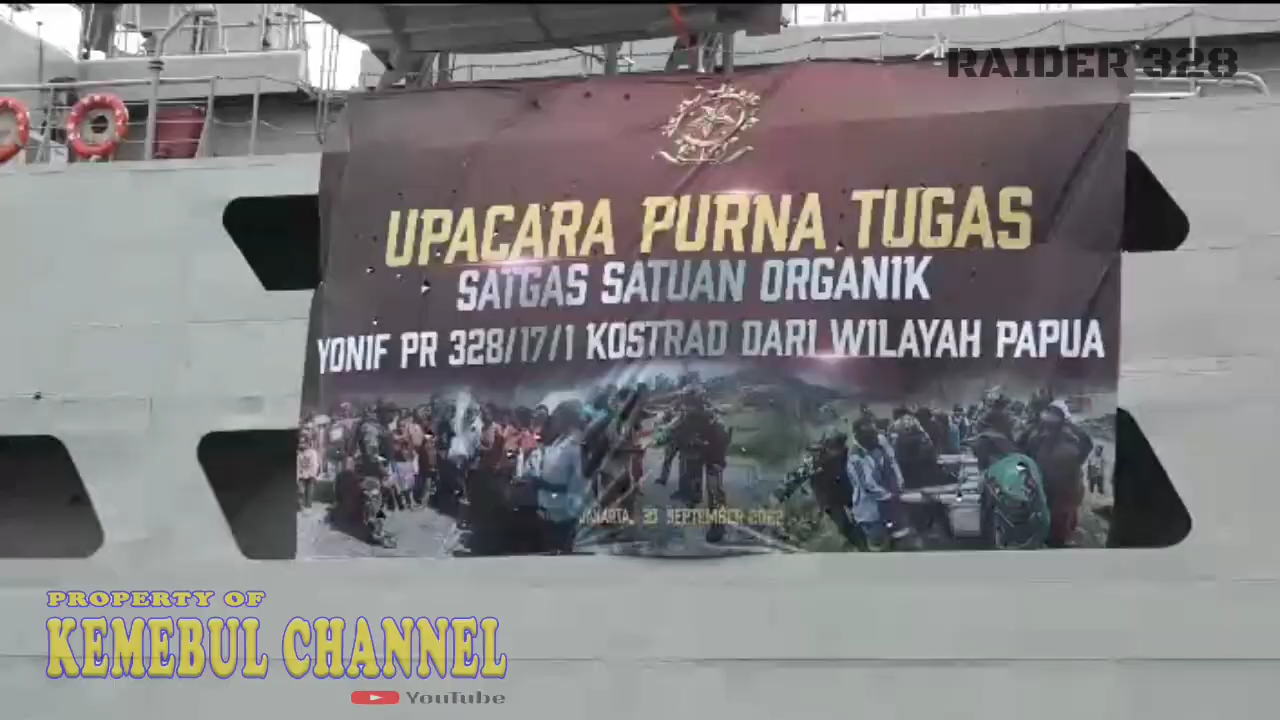 RAIDER 328
UPACARA PURNA TUGAS
SATGAS SATUAN ORGANIK
YONIF PR 328/17/1 KOSTRAD DARI WILAYAH PAPUA
JAKARTA, SEPTEMBER 2022
PROPERTY OF
KEMEBUL CHANNEL
YouTube